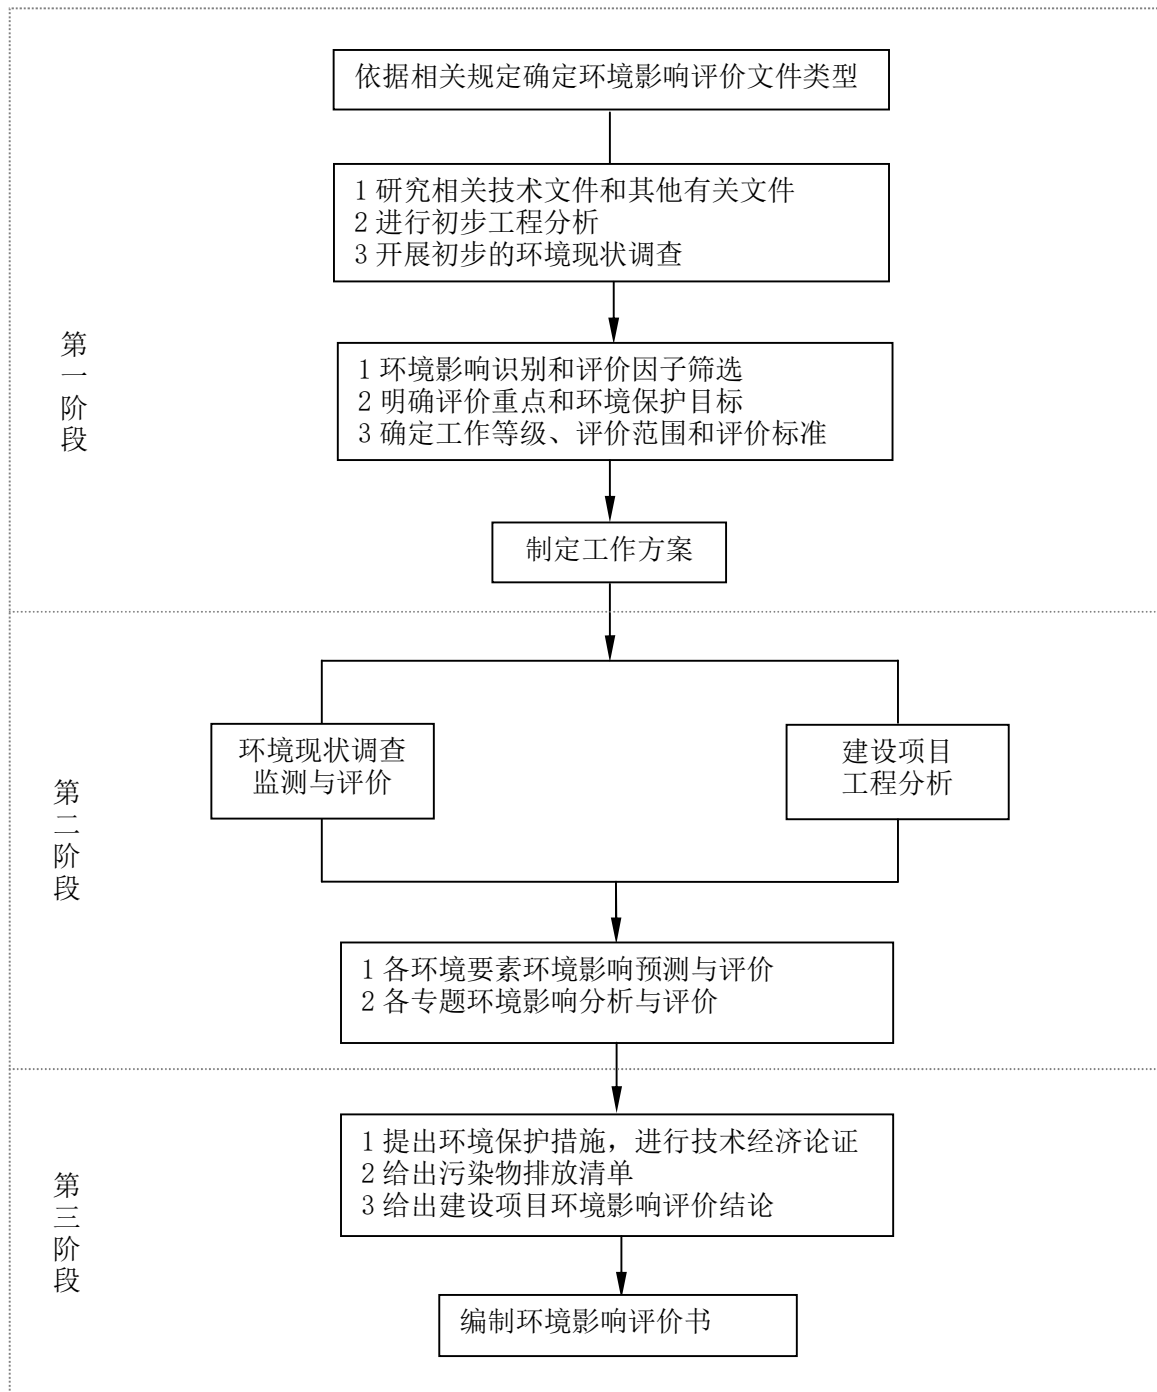 依据相关规定确定环境影响评价文件类型
1 研究相关技术文件和其他有关文件
2 进行初步工程分析
3 开展初步的环境现状调查
第一阶段
1 环境影响识别和评价因子筛选
2 明确评价重点和环境保护目标
3 确定工作等级、评价范围和评价标准
制定工作方案
环境现状调查
监测与评价
建设项目
工程分析
第二阶段
1 各环境要素环境影响预测与评价
2 各专题环境影响分析与评价
1 提出环境保护措施，进行技术经济论证
2 给出污染物排放清单
3 给出建设项目环境影响评价结论
第三阶段
编制环境影响评价书